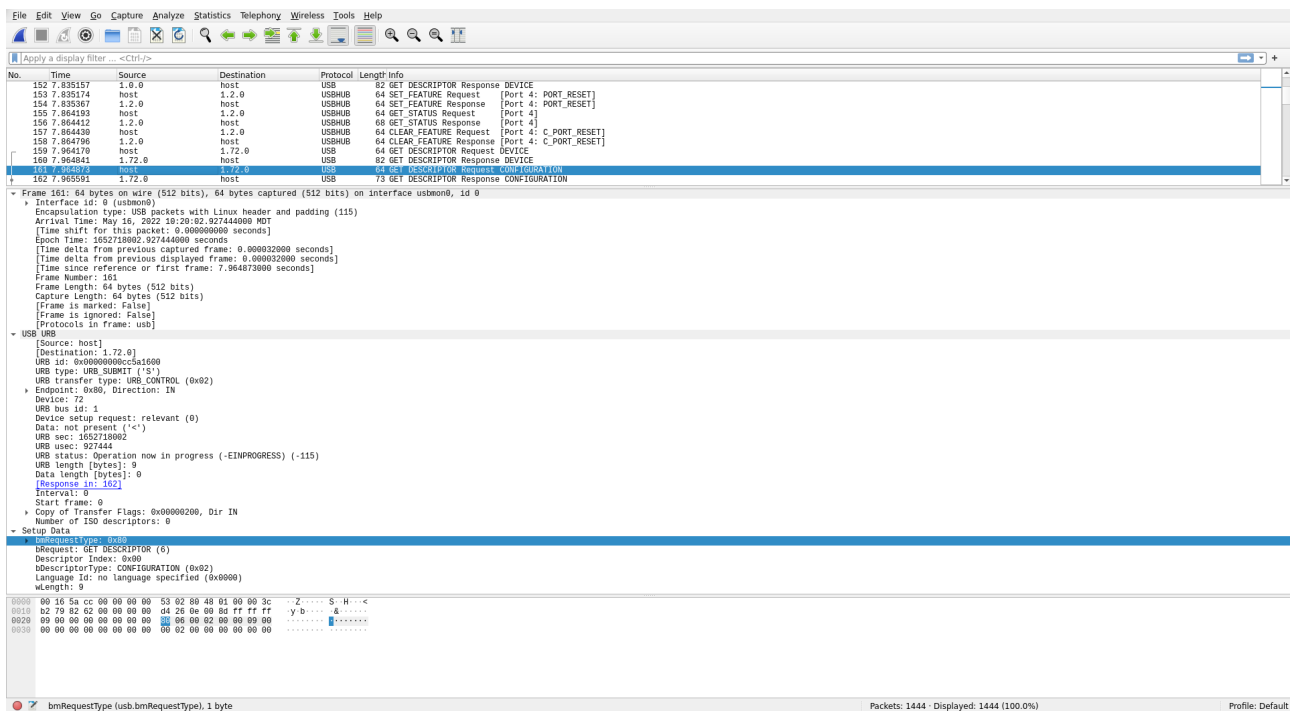 File Edit View Go Capture Analyze Statistics Telephony Wireless Tools Help
Apply a display filter ... <Ctrl-/>
No. Time Source Destination Protocol Length Info
152 7.835157 1.0.0 host USB 82 GET DESCRIPTOR Response DEVICE
153 7.835174 host 1.2.0 USBHUB 64 SET_FEATURE Request [Port 4: PORT_RESET]
154 7.835367 1.2.0 host USBHUB 64 SET_FEATURE Response [Port 4: PORT_RESET]
155 7.864193 host 1.2.0 USBHUB 64 GET_STATUS Request [Port 4]
156 7.864412 1.2.0 host USBHUB 68 GET_STATUS Response [Port 4]
157 7.864430 host 1.2.0 USBHUB 64 CLEAR_FEATURE Request [Port 4: C_PORT_RESET]
158 7.864796 1.2.0 host USBHUB 64 CLEAR_FEATURE Response [Port 4: C_PORT_RESET]
159 7.964170 host 1.72.0 USB 64 GET DESCRIPTOR Request DEVICE
160 7.964841 1.72.0 host USB 82 GET DESCRIPTOR Response DEVICE
161 7.964873 host 1.72.0 USB 64 GET DESCRIPTOR Request CONFIGURATION
162 7.965591 1.72.0 host USB 73 GET DESCRIPTOR Response CONFIGURATION
Frame 161: 64 bytes on wire (512 bits), 64 bytes captured (512 bits) on interface usbmon0, id 0
Interface id: 0 (usbmon0)
Encapsulation type: USB packets with Linux header and padding (115)
Arrival Time: May 16, 2022 10:20:02.927444000 MDT
[Time shift for this packet: 0.000000000 seconds]
Epoch Time: 1652718002.927444000 seconds
[Time delta from previous captured frame: 0.000032000 seconds]
[Time delta from previous displayed frame: 0.000032000 seconds]
[Time since reference or first frame: 7.964873000 seconds]
Frame Number: 161
Frame Length: 64 bytes (512 bits)
Capture Length: 64 bytes (512 bits)
[Frame is marked: False]
[Frame is ignored: False]
[Protocols in frame: usb]
USB URB
[Source: host]
[Destination: 1.72.0]
URB id: 0x00000000cc5a1600
URB type: URB_SUBMIT ('S')
URB transfer type: URB_CONTROL (0x02)
Endpoint: 0x80, Direction: IN
Device: 72
URB bus id: 1
Device setup request: relevant (0)
Data: not present ('<')
URB sec: 1652718002
URB usec: 927444
URB status: Operation now in progress (-EINPROGRESS) (-115)
URB length [bytes]: 9
Data length [bytes]: 0
[Response in: 162]
Interval: 0
Start frame: 0
Copy of Transfer Flags: 0x00000200, Dir IN
Number of ISO descriptors: 0
Setup Data
bmRequestType: 0x80
bRequest: GET DESCRIPTOR (6)
Descriptor Index: 0x00
bDescriptorType: CONFIGURATION (0x02)
Language Id: no language specified (0x0000)
wLength: 9
0000 00 16 5a cc 00 00 00 00 53 02 80 48 01 00 00 3c ··Z·····S··H···<
0010 b2 79 82 62 00 00 00 00 d4 26 0e 00 8d ff ff ff ·y·b·····&······
0020 09 00 00 00 00 00 00 00 80 06 00 02 00 00 09 00 ················
0030 00 00 00 00 00 00 00 00 00 02 00 00 00 00 00 00 ················
bmRequestType (usb.bmRequestType), 1 byte
Packets: 1444 · Displayed: 1444 (100.0%)
Profile: Default